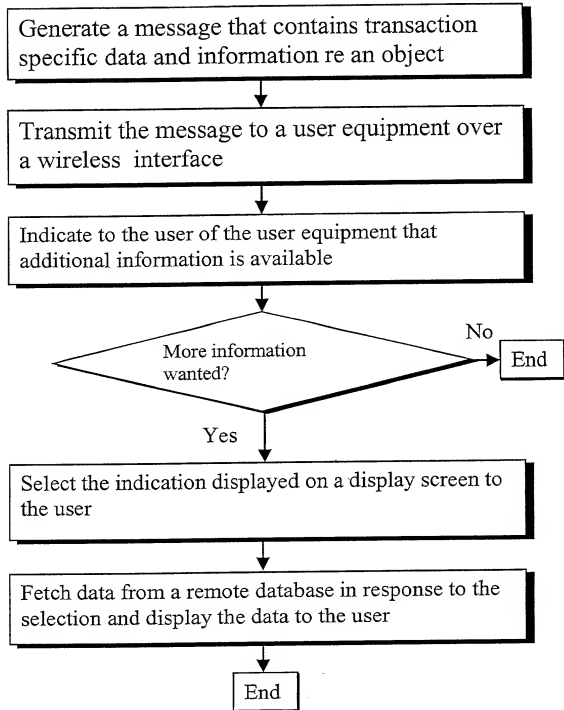 Generate a message that contains transaction
specific data and information re an object
Transmit the message to a user equipment over
a wireless interface
Indicate to the user of the user equipment that
additional information is available
More information
wanted?
No
End
Yes
Select the indication displayed on a display screen to
the user
Fetch data from a remote database in response to the
selection and display the data to the user
End